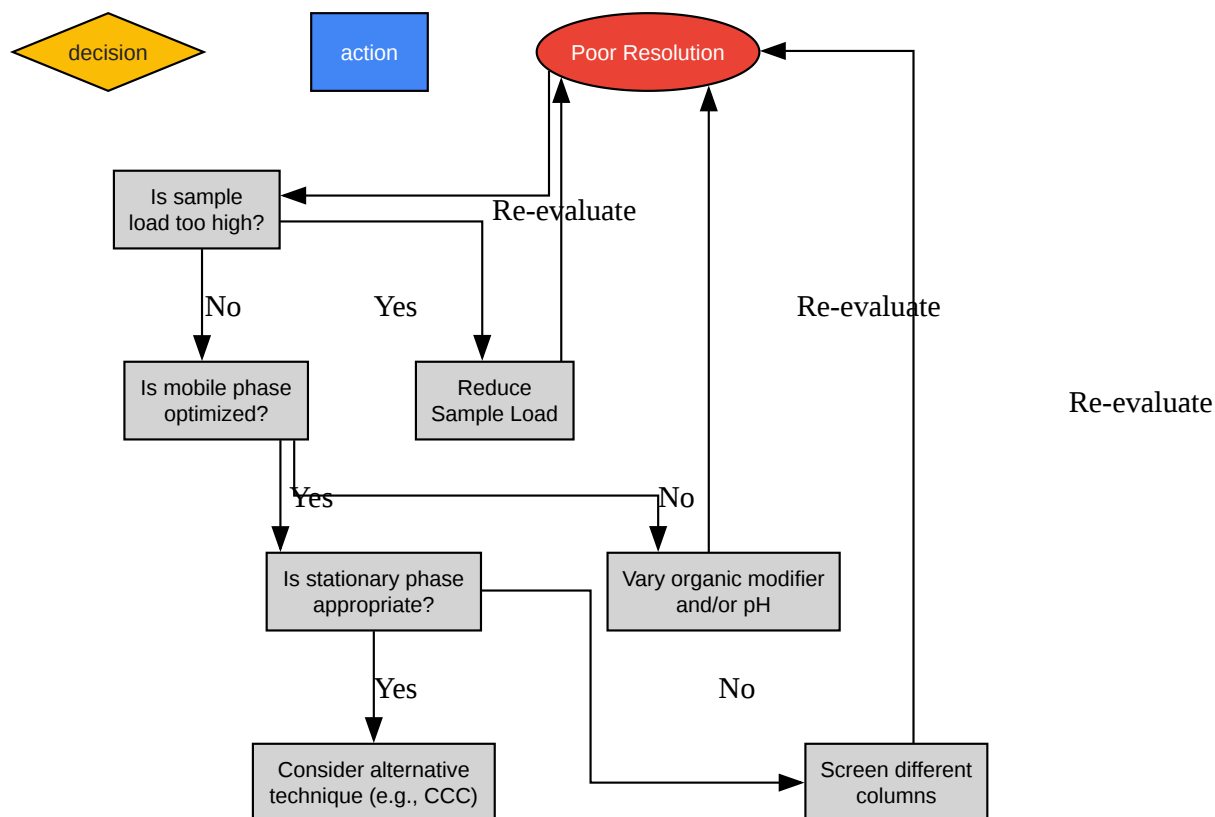 decision
action
Poor Resolution
Is sample
load too high?
Re-evaluate
No
Yes
Re-evaluate
Is mobile phase
optimized?
Reduce
Sample Load
Re-evaluate
Yes
No
Is stationary phase
appropriate?
Vary organic modifier
and/or pH
Yes
No
Consider alternative
technique (e.g., CCC)
Screen different
columns